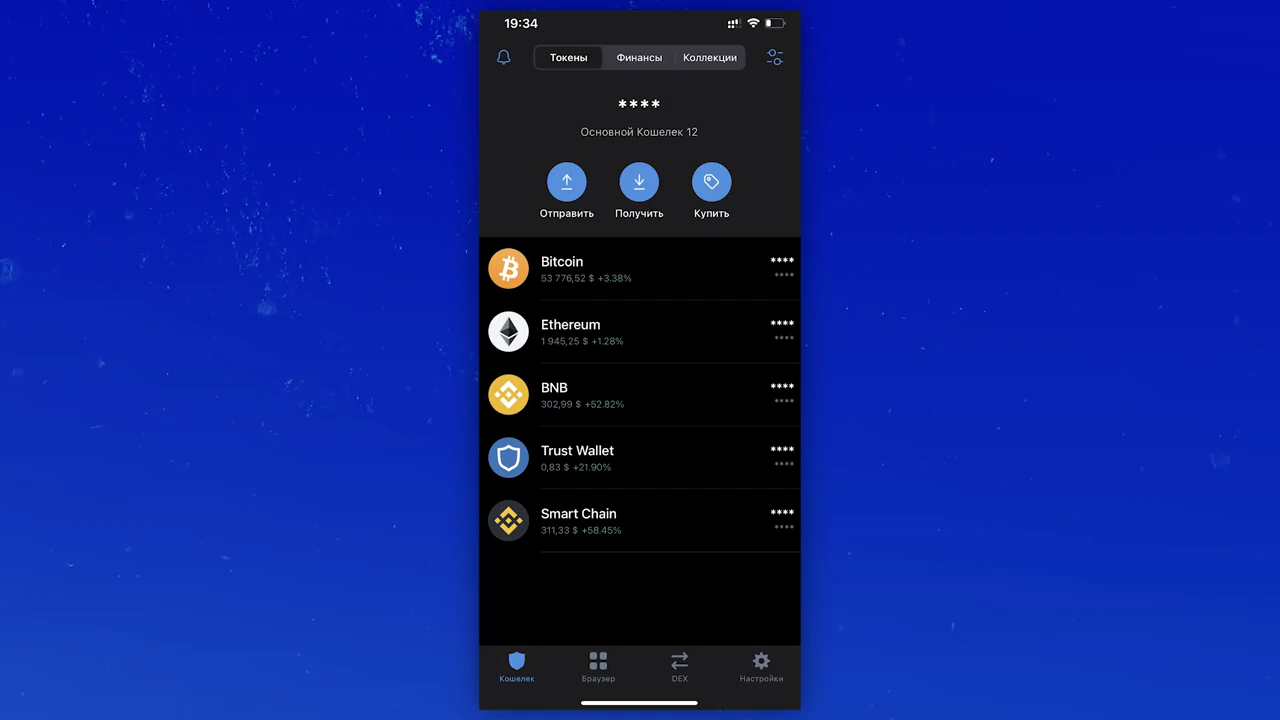 19:34
Токены Финансы Коллекции
****
Основной Кошелек 12
Отправить Получить Купить
Bitcoin ****
53 776,52 $ +3.38% ****
Ethereum ****
1 945,25 $ +1.28% ****
BNB ****
302,99 $ +52.82% ****
Trust Wallet ****
0,83 $ +21.90% ****
Smart Chain ****
311,33 $ +58.45% ****
Кошелек Браузер DEX Настройки